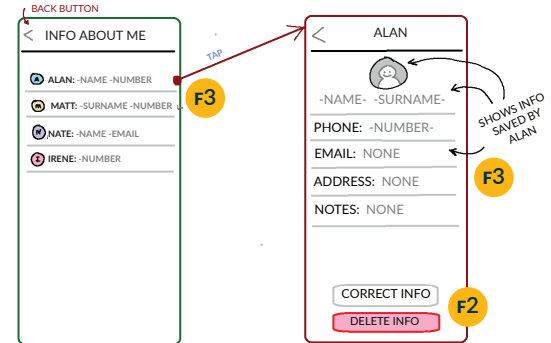 BACK BUTTON
INFO ABOUT ME
A ALAN: -NAME -NUMBER
M MATT: -SURNAME -NUMBER
N NATE: -NAME -EMAIL
I IRENE: -NUMBER
TAP
F3
ALAN
-NAME- -SURNAME-
PHONE: -NUMBER-
EMAIL: NONE
ADDRESS: NONE
NOTES: NONE
CORRECT INFO
DELETE INFO
SHOWS INFO
SAVED BY
ALAN
F3
F2